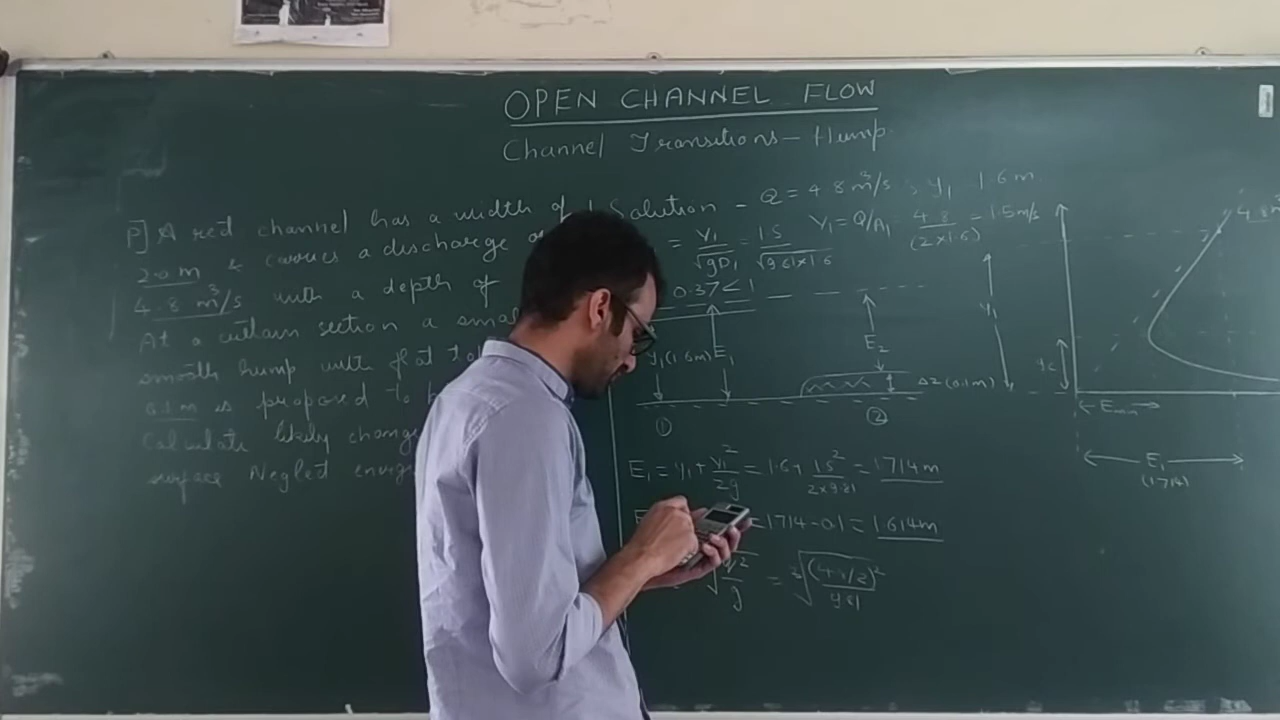 OPEN CHANNEL FLOW
Channel Transitions - Hump
P] A rect channel has a width of
2.0 m & carries a discharge of
4.8 m³/s with a depth of
At a certain section a small
smooth hump with flat to
0.1 m is proposed to b
Calculate likely change
surface Neglect energ
Solution - Q = 4.8 m³/s ; y₁ = 1.6 m
V₁ = Q/A₁ = 4.8/(2×1.6) = 1.5 m/s
= V₁/√gD₁ = 1.5/√9.81×1.6
0.37 < 1
y₁ (1.6m)
E₁
E₂
ΔZ (0.1m)
①
②
y₁
yc
4.8 m
Emin
E₁
(1.714)
E₁ = y₁ + V₁²/2g = 1.6 + 1.5²/2×9.81 = 1.714 m
= 1.714 - 0.1 = 1.614 m
= ³√(4.8/2)²/9.81